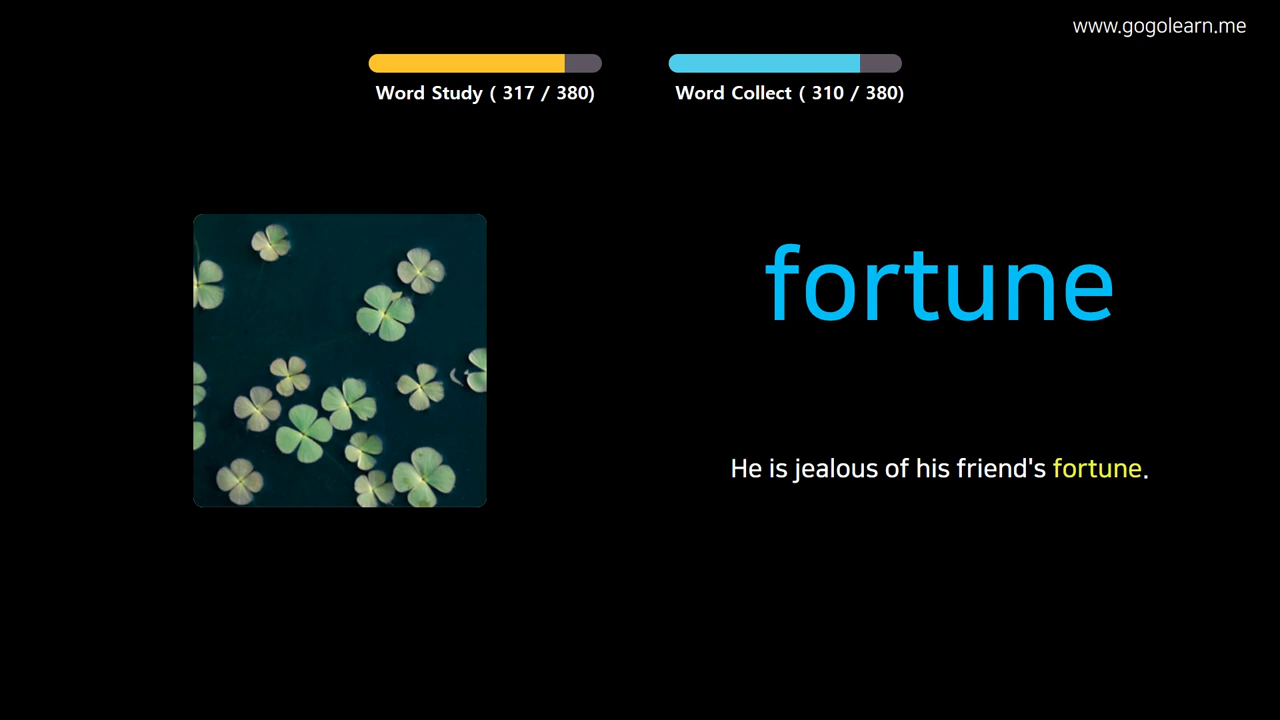 www.gogolearn.me
Word Study ( 317 / 380)
Word Collect ( 310 / 380)
fortune
He is jealous of his friend's fortune.